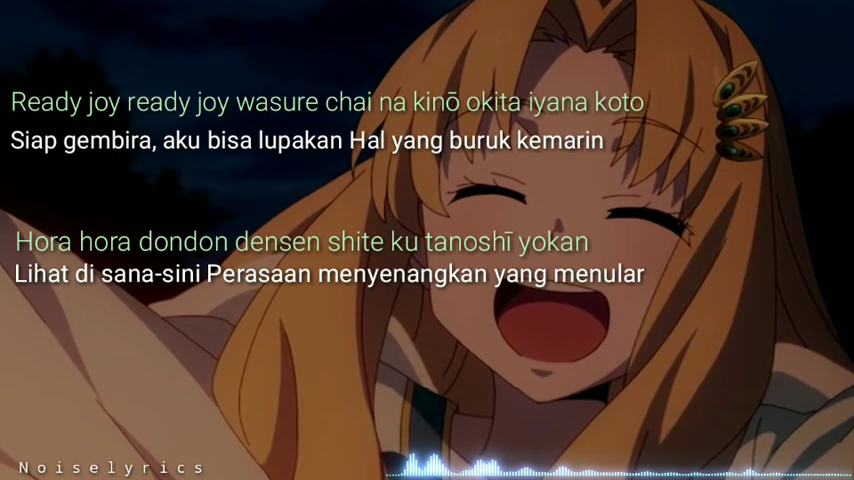 Ready joy ready joy wasure chai na kinō okita iyana koto
Siap gembira, aku bisa lupakan Hal yang buruk kemarin
Hora hora dondon densen shite ku tanoshī yokan
Lihat di sana-sini Perasaan menyenangkan yang menular
Noiselyrics